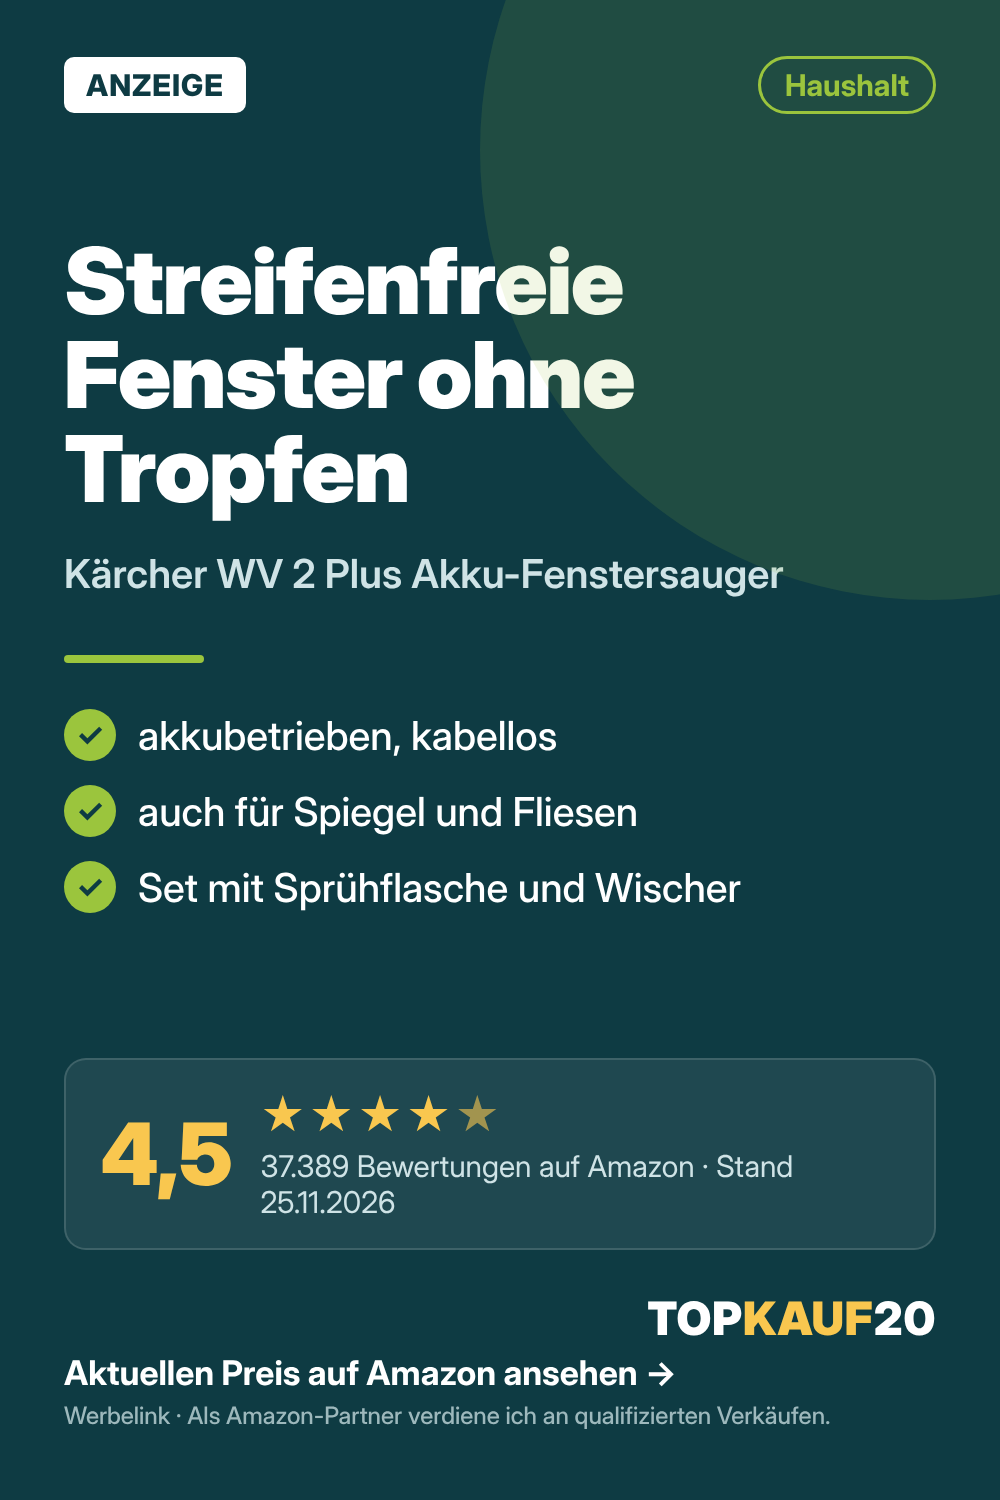 ANZEIGE
Haushalt
Streifenfreie
Fenster ohne
Tropfen
Kärcher WV 2 Plus Akku-Fenstersauger
akkubetrieben, kabellos
auch für Spiegel und Fliesen
Set mit Sprühflasche und Wischer
4,5
★★★★★
37.389 Bewertungen auf Amazon · Stand
25.11.2026
TOPKAUF20
Aktuellen Preis auf Amazon ansehen →
Werbelink · Als Amazon-Partner verdiene ich an qualifizierten Verkäufen.